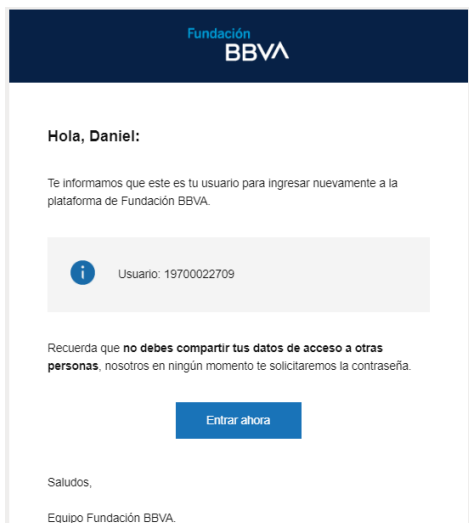 Fundación
BBVA
Hola, Daniel:
Te informamos que este es tu usuario para ingresar nuevamente a la
plataforma de Fundación BBVA.
i
Usuario: 19700022709
Recuerda que no debes compartir tus datos de acceso a otras
personas, nosotros en ningún momento te solicitaremos la contraseña.
Entrar ahora
Saludos,
Equipo Fundación BBVA.